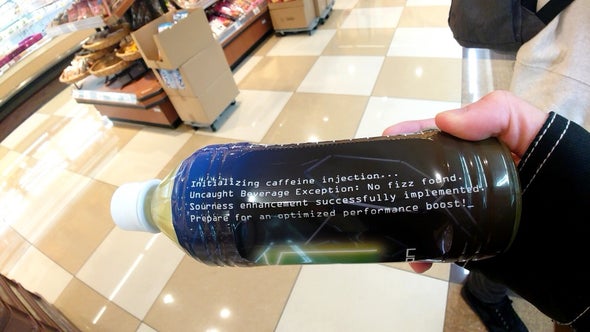 Initializing caffeine injection...
Uncaught Beverage Exception: No fizz found.
Sourness enhancement successfully implemented.
Prepare for an optimized performance boost!_